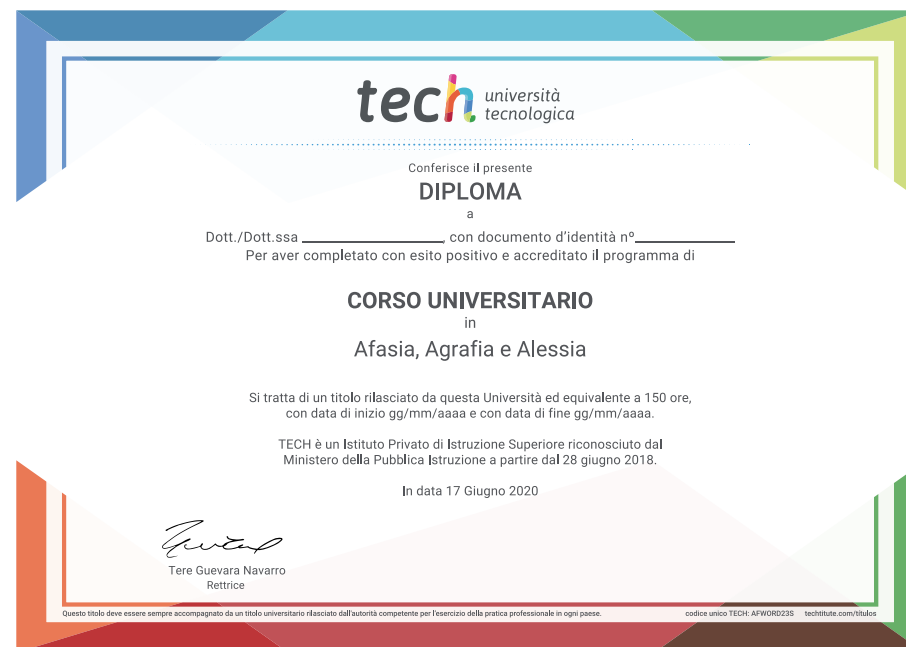 tech università
tecnologica
Conferisce il presente
DIPLOMA
a
Dott./Dott.ssa ____________________, con documento d'identità nº______________
Per aver completato con esito positivo e accreditato il programma di
CORSO UNIVERSITARIO
in
Afasia, Agrafia e Alessia
Si tratta di un titolo rilasciato da questa Università ed equivalente a 150 ore,
con data di inizio gg/mm/aaaa e con data di fine gg/mm/aaaa.
TECH è un Istituto Privato di Istruzione Superiore riconosciuto dal
Ministero della Pubblica Istruzione a partire dal 28 giugno 2018.
In data 17 Giugno 2020
Tere Guevara Navarro
Rettrice
Questo titolo deve essere sempre accompagnato da un titolo universitario rilasciato dall'autorità competente per l'esercizio della pratica professionale in ogni paese. codice unico TECH: AFWORD23S techtitute.com/titulos